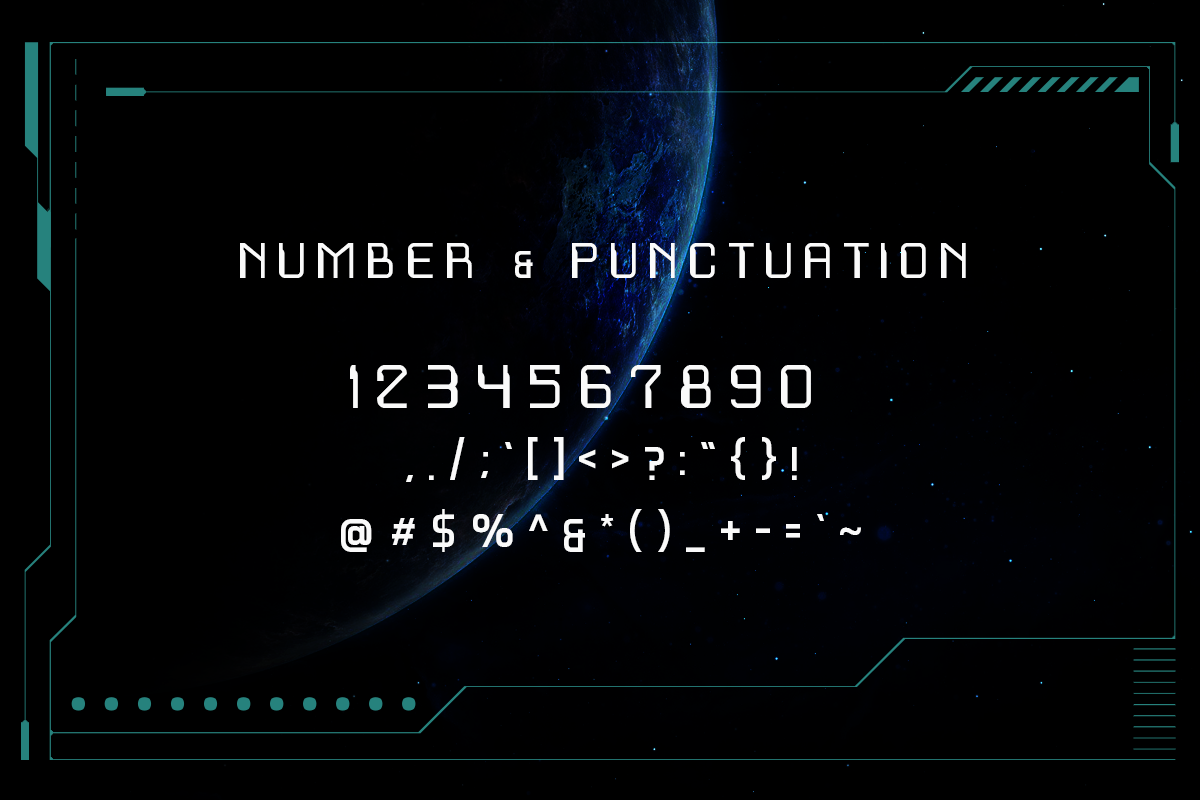 NUMBER & PUNCTUATION
1234567890
,./;`[]<>?:“{}!
@#$%^&*()_+-=`~